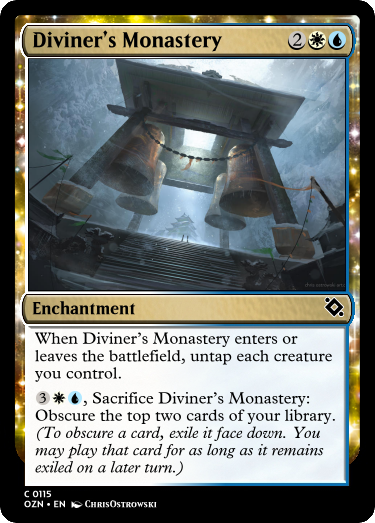 Diviner's Monastery 2
Enchantment
When Diviner's Monastery enters or
leaves the battlefield, untap each creature
you control.
3, Sacrifice Diviner's Monastery:
Obscure the top two cards of your library.
(To obscure a card, exile it face down. You
may play that card for as long as it remains
exiled on a later turn.)
C 0115
OZN • EN ChrisOstrowski